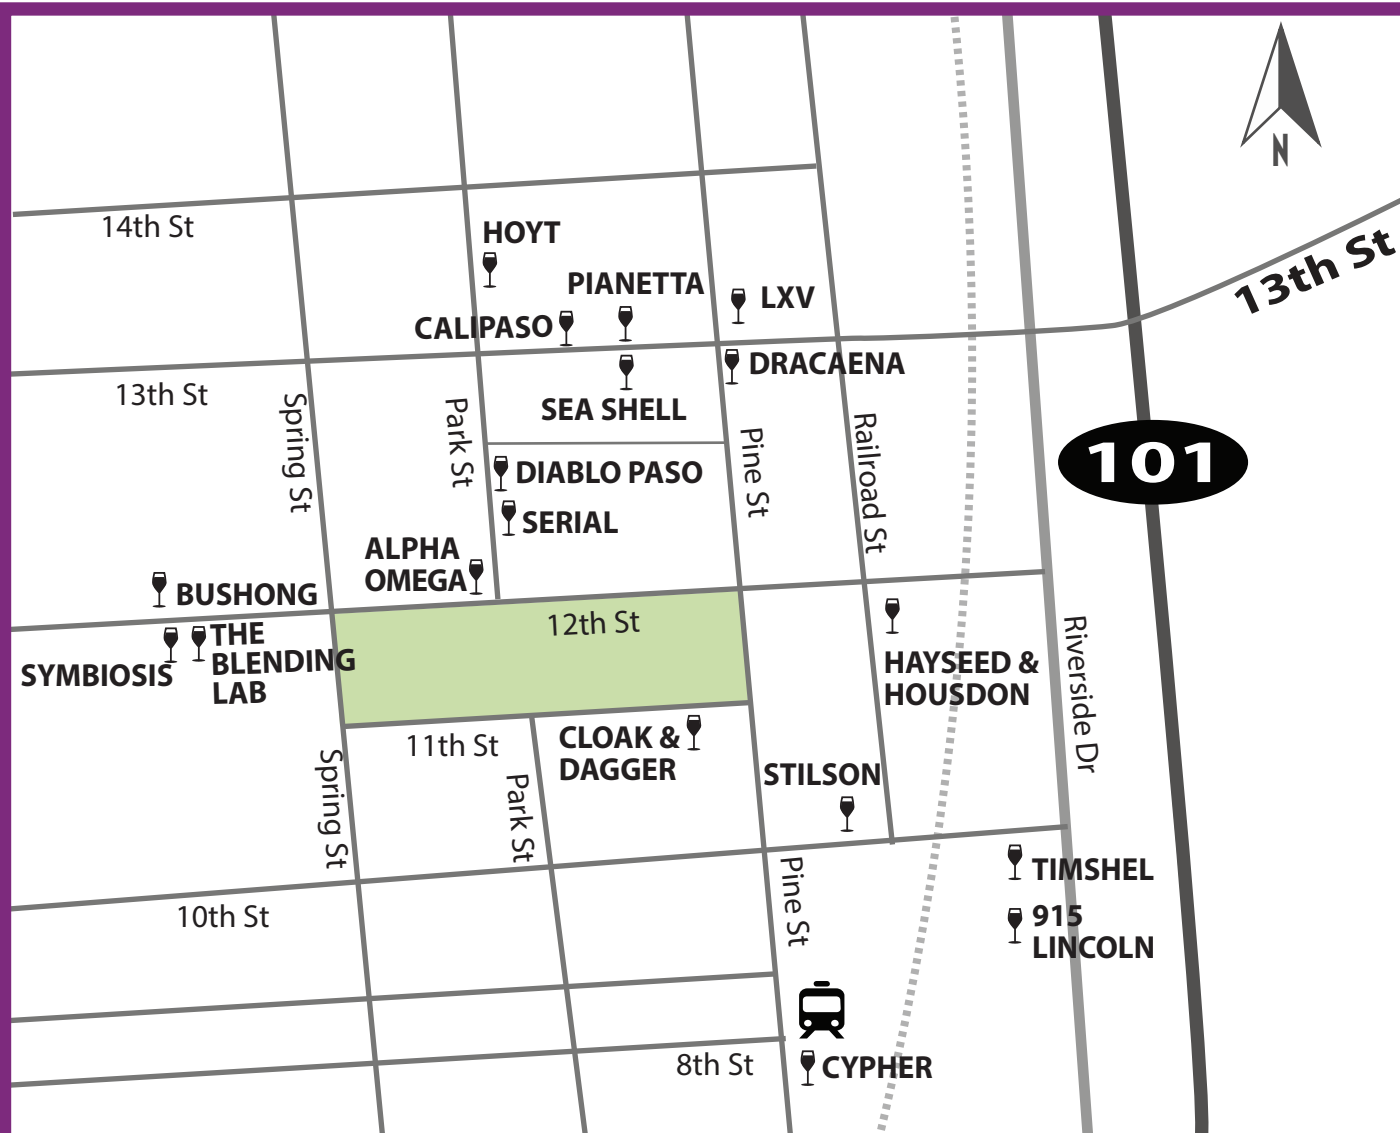 N
14th St
HOYT
13th St
PIANETTA
LXV
CALIPASO
DRACAENA
13th St
Spring St
Park St
SEA SHELL
Pine St
Railroad St
101
DIABLO PASO
SERIAL
ALPHA
OMEGA
BUSHONG
12th St
THE
BLENDING
LAB
SYMBIOSIS
HAYSEED &
HOUSDON
Riverside Dr
11th St
CLOAK &
DAGGER
STILSON
Spring St
Park St
TIMSHEL
10th St
Pine St
915
LINCOLN
8th St
CYPHER